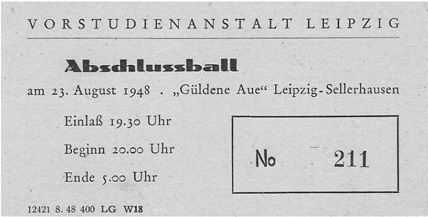 VORSTUDIENANSTALT LEIPZIG
Abschlussball
am 23. August 1948 . „Güldene Aue“ Leipzig-Sellerhausen
Einlaß 19.30 Uhr
Beginn 20.00 Uhr
Ende 5.00 Uhr
No 211
12421 8. 48 400 LG W18